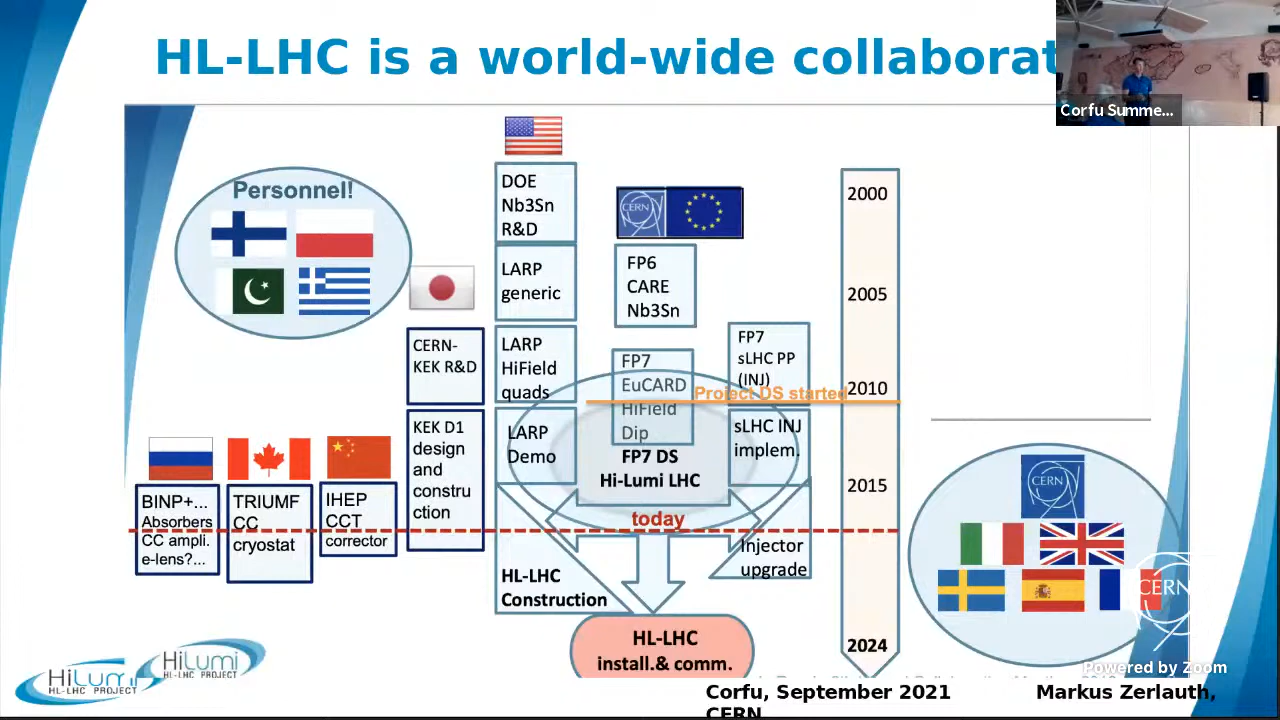 HL-LHC is a world-wide collaborat
Corfu Summe...
Personnel!
DOE
Nb3Sn
R&D
CERN
2000
LARP
generic
FP6
CARE
Nb3Sn
2005
CERN-
KEK R&D
LARP
HiField
quads
FP7
EuCARD
HiField
Dip
FP7
sLHC PP
(INJ)
Project DS started
2010
KEK D1
design
and
constru
ction
LARP
Demo
FP7 DS
Hi-Lumi LHC
sLHC INJ
implem.
2015
BINP+...
Absorbers
CC ampli.
e-lens?...
TRIUMF
CC
cryostat
IHEP
CCT
corrector
today
Injector
upgrade
HL-LHC
Construction
HL-LHC
install.& comm.
2024
CERN
CERN
Powered by Zoom
HiLumi
HL-LHC PROJECT
HiLumi
HL-LHC PROJECT
Corfu, September 2021
Markus Zerlauth,
CERN